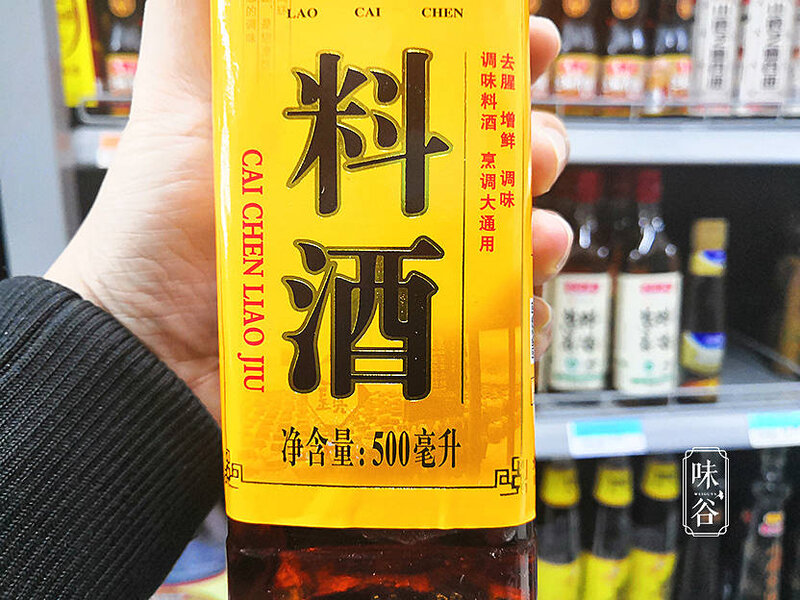 LAO CAI CHEN
料酒
去腥 增鲜 调味
调味料酒 烹调大通用
CAI CHEN LIAO JIU
净含量:500毫升
味谷